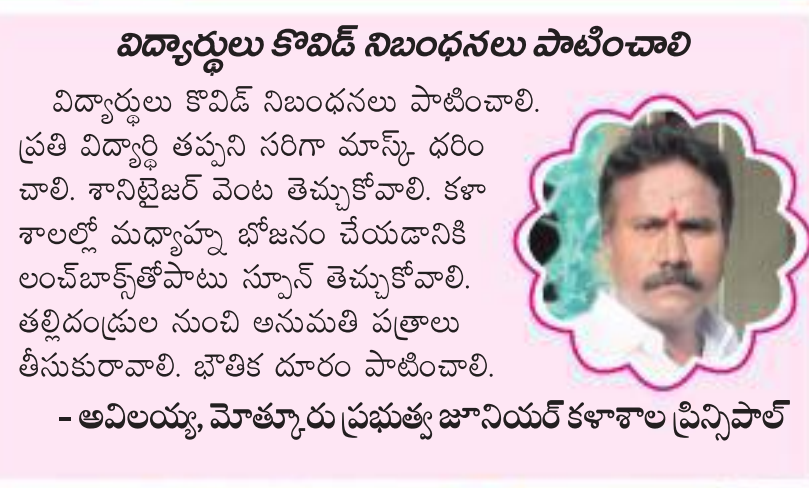 విద్యార్థులు కొవిడ్ నిబంధనలు పాటించాలి
విద్యార్థులు కొవిడ్ నిబంధనలు పాటించాలి.
ప్రతి విద్యార్థి తప్పని సరిగా మాస్క్ ధరిం
చాలి. శానిటైజర్ వెంట తెచ్చుకోవాలి. కళా
శాలల్లో మధ్యాహ్న భోజనం చేయడానికి
లంచ్‌బాక్స్‌తోపాటు స్పూన్ తెచ్చుకోవాలి.
తల్లిదండ్రుల నుంచి అనుమతి పత్రాలు
తీసుకురావాలి. భౌతిక దూరం పాటించాలి.
– అవిలయ్య, మోత్కూరు ప్రభుత్వ జూనియర్ కళాశాల ప్రిన్సిపాల్